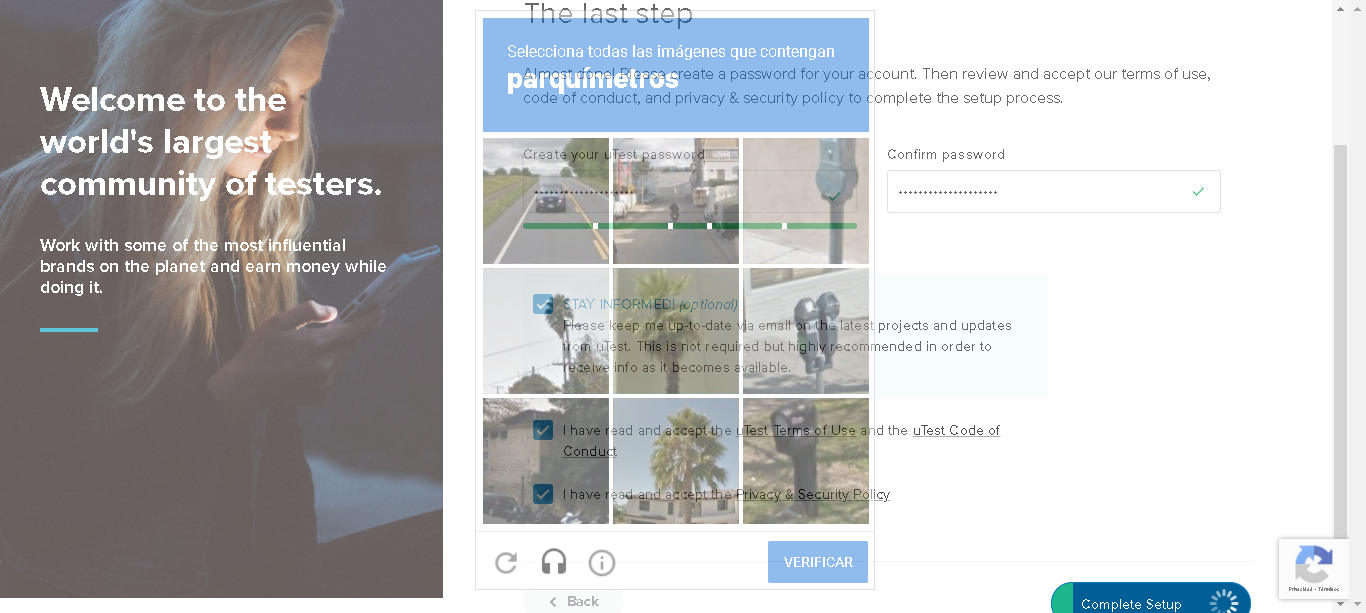 Welcome to the
world's largest
community of testers.
Work with some of the most influential
brands on the planet and earn money while
doing it.
The last step
Selecciona todas las imágenes que contengan
parquímetros
Almost done! Please create a password for your account. Then review and accept our terms of use,
code of conduct, and privacy & security policy to complete the setup process.
Create your uTest password
Confirm password
STAY INFORMED! (optional)
Please keep me up-to-date via email on the latest projects and updates
from uTest. This is not required but highly recommended in order to
receive info as it becomes available.
I have read and accept the uTest Terms of Use and the uTest Code of
Conduct
I have read and accept the Privacy & Security Policy
VERIFICAR
Back
Complete Setup
Privacidad - Términos